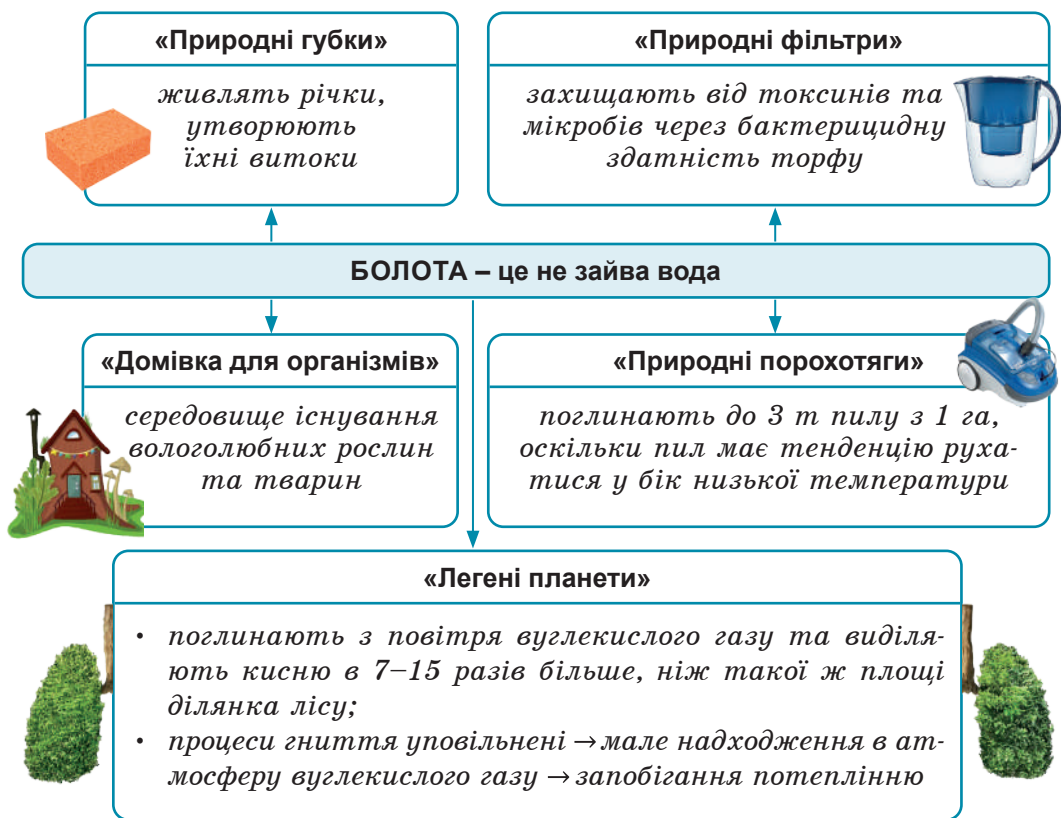 «Природні губки»
живлять річки,
утворюють
їхні витоки
«Природні фільтри»
захищають від токсинів та
мікробів через бактерицидну
здатність торфу
БОЛОТА – це не зайва вода
«Домівка для організмів»
середовище існування
вологолюбних рослин
та тварин
«Природні порохотяги»
поглинають до 3 т пилу з 1 га,
оскільки пил має тенденцію руха-
тися у бік низької температури
«Легені планети»
• поглинають з повітря вуглекислого газу та виділя-
ють кисню в 7–15 разів більше, ніж такої ж площі
ділянка лісу;
• процеси гниття уповільнені → мале надходження в ат-
мосферу вуглекислого газу → запобігання потеплінню